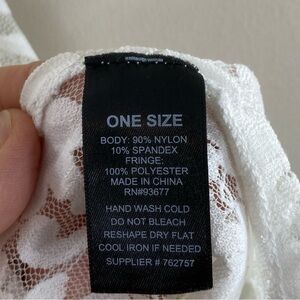 ONE SIZE
BODY: 90% NYLON
10% SPANDEX
FRINGE;
100% POLYESTER
MADE IN CHINA
RN#93677
HAND WASH COLD
DO NOT BLEACH
RESHAPE DRY FLAT
COOL IRON IF NEEDED
SUPPLIER # 762757